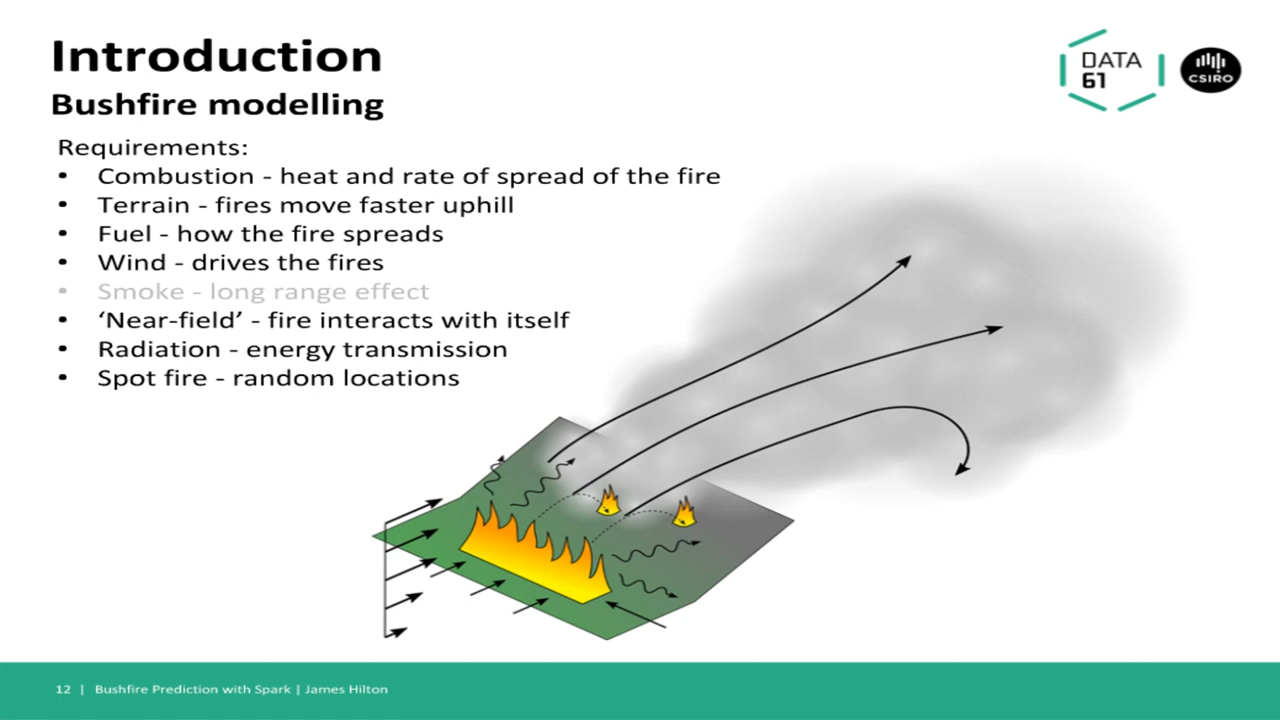 Introduction
Bushfire modelling
DATA
61
CSIRO
Requirements:
• Combustion - heat and rate of spread of the fire
• Terrain - fires move faster uphill
• Fuel - how the fire spreads
• Wind - drives the fires
• Smoke - long range effect
• ‘Near-field’ - fire interacts with itself
• Radiation - energy transmission
• Spot fire - random locations
12 | Bushfire Prediction with Spark | James Hilton